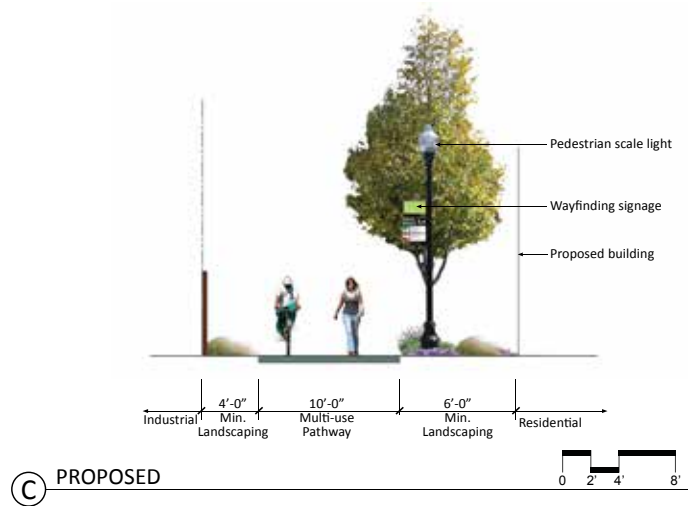 Pedestrian scale light
Wayfinding signage
Proposed building
4'-0"
10'-0"
6'-0"
Industrial
Min.
Landscaping
Multi-use
Pathway
Min.
Landscaping
Residential
C PROPOSED
0 2' 4' 8'